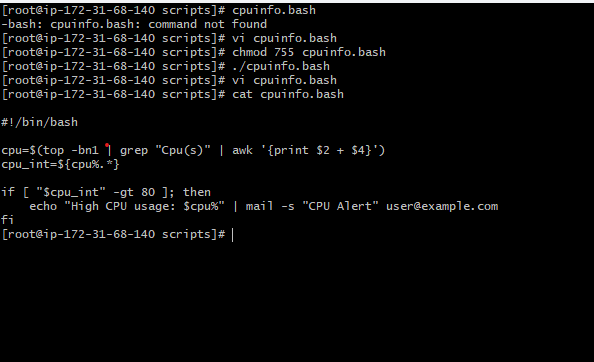 [root@ip-172-31-68-140 scripts]# cpuinfo.bash
-bash: cpuinfo.bash: command not found
[root@ip-172-31-68-140 scripts]# vi cpuinfo.bash
[root@ip-172-31-68-140 scripts]# chmod 755 cpuinfo.bash
[root@ip-172-31-68-140 scripts]# ./cpuinfo.bash
[root@ip-172-31-68-140 scripts]# vi cpuinfo.bash
[root@ip-172-31-68-140 scripts]# cat cpuinfo.bash

#!/bin/bash

cpu=$(top -bn1 | grep "Cpu(s)" | awk '{print $2 + $4}')
cpu_int=${cpu%.*}

if [ "$cpu_int" -gt 80 ]; then
    echo "High CPU usage: $cpu%" | mail -s "CPU Alert" user@example.com
fi
[root@ip-172-31-68-140 scripts]#